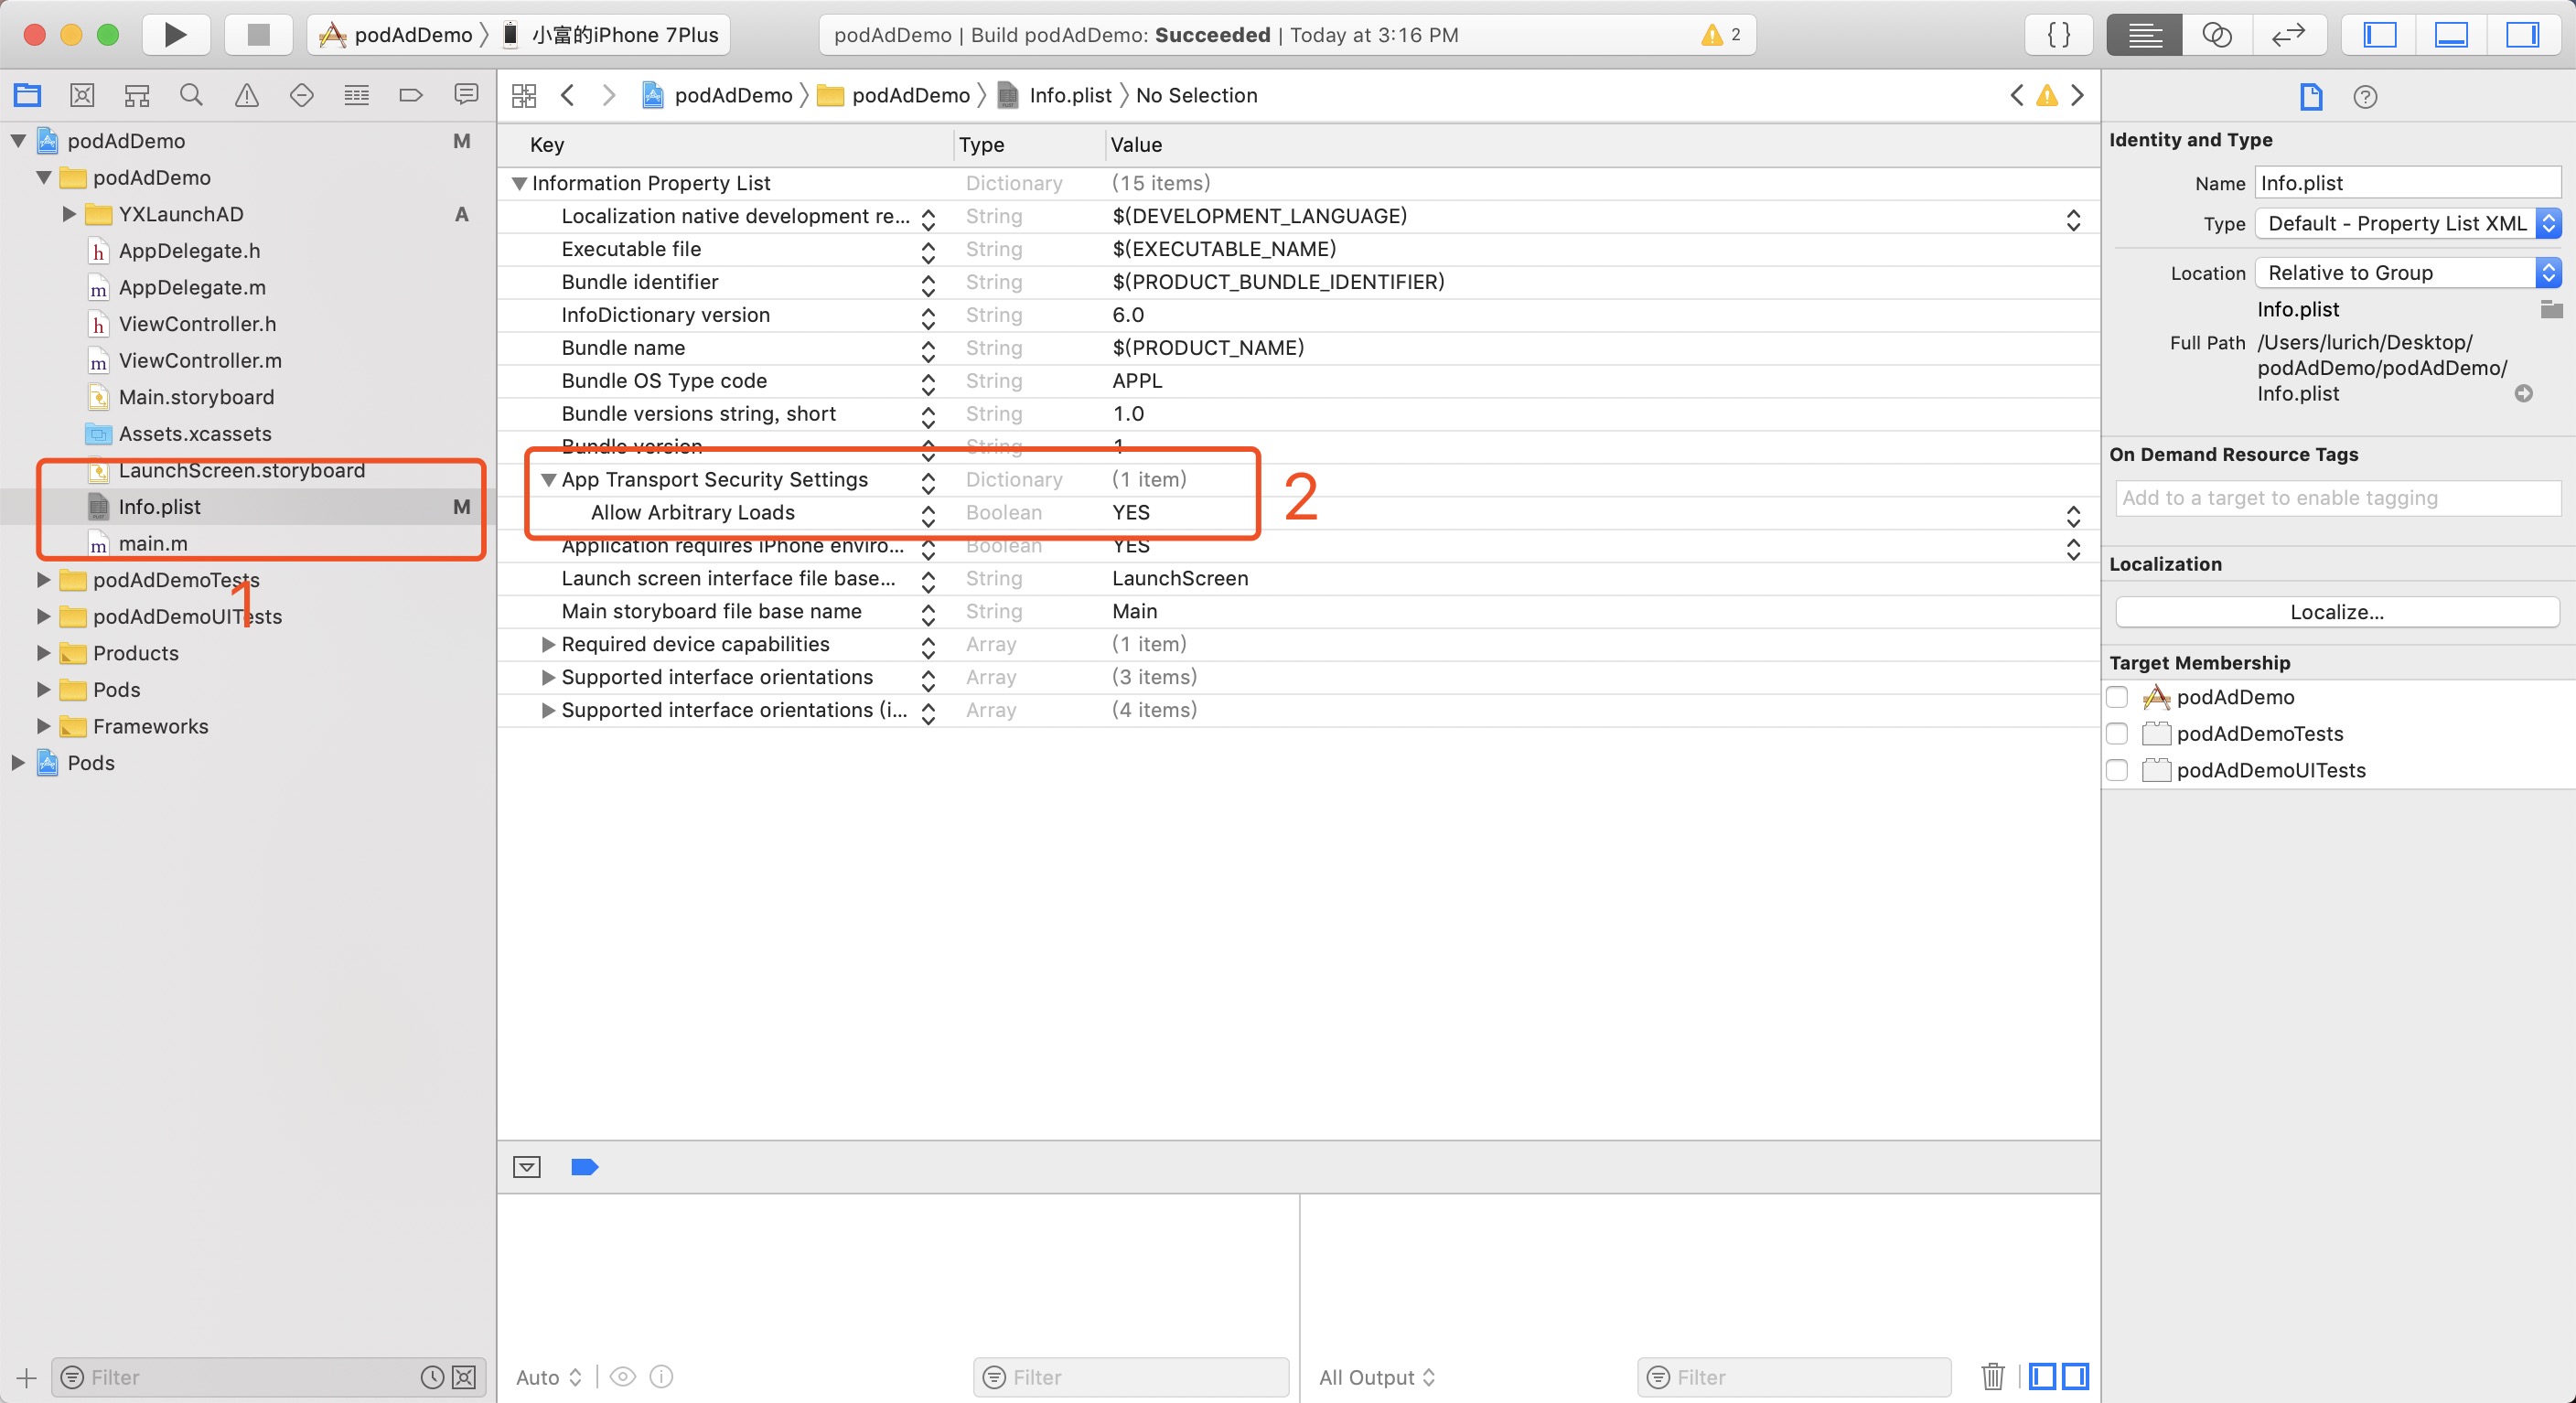 podAdDemo 〉 小富的iPhone 7Plus
podAdDemo | Build podAdDemo: Succeeded | Today at 3:16 PM
2
podAdDemo 〉 podAdDemo 〉 Info.plist 〉 No Selection
podAdDemo M
podAdDemo
YXLaunchAD A
AppDelegate.h
AppDelegate.m
ViewController.h
ViewController.m
Main.storyboard
Assets.xcassets
LaunchScreen.storyboard
Info.plist M
main.m
podAdDemoTests
1
podAdDemoUITests
Products
Pods
Frameworks
Pods
Filter
Key Type Value
Information Property List Dictionary (15 items)
Localization native development re... String $(DEVELOPMENT_LANGUAGE)
Executable file String $(EXECUTABLE_NAME)
Bundle identifier String $(PRODUCT_BUNDLE_IDENTIFIER)
InfoDictionary version String 6.0
Bundle name String $(PRODUCT_NAME)
Bundle OS Type code String APPL
Bundle versions string, short String 1.0
Bundle version String 1
App Transport Security Settings Dictionary (1 item)
2
Allow Arbitrary Loads Boolean YES
Application requires iPhone enviro... Boolean YES
Launch screen interface file base... String LaunchScreen
Main storyboard file base name String Main
Required device capabilities Array (1 item)
Supported interface orientations Array (3 items)
Supported interface orientations (i... Array (4 items)
Auto
Filter
All Output
Filter
Identity and Type
Name Info.plist
Type Default - Property List XML
Location Relative to Group
Info.plist
Full Path /Users/lurich/Desktop/
podAdDemo/podAdDemo/
Info.plist
On Demand Resource Tags
Add to a target to enable tagging
Localization
Localize...
Target Membership
podAdDemo
podAdDemoTests
podAdDemoUITests